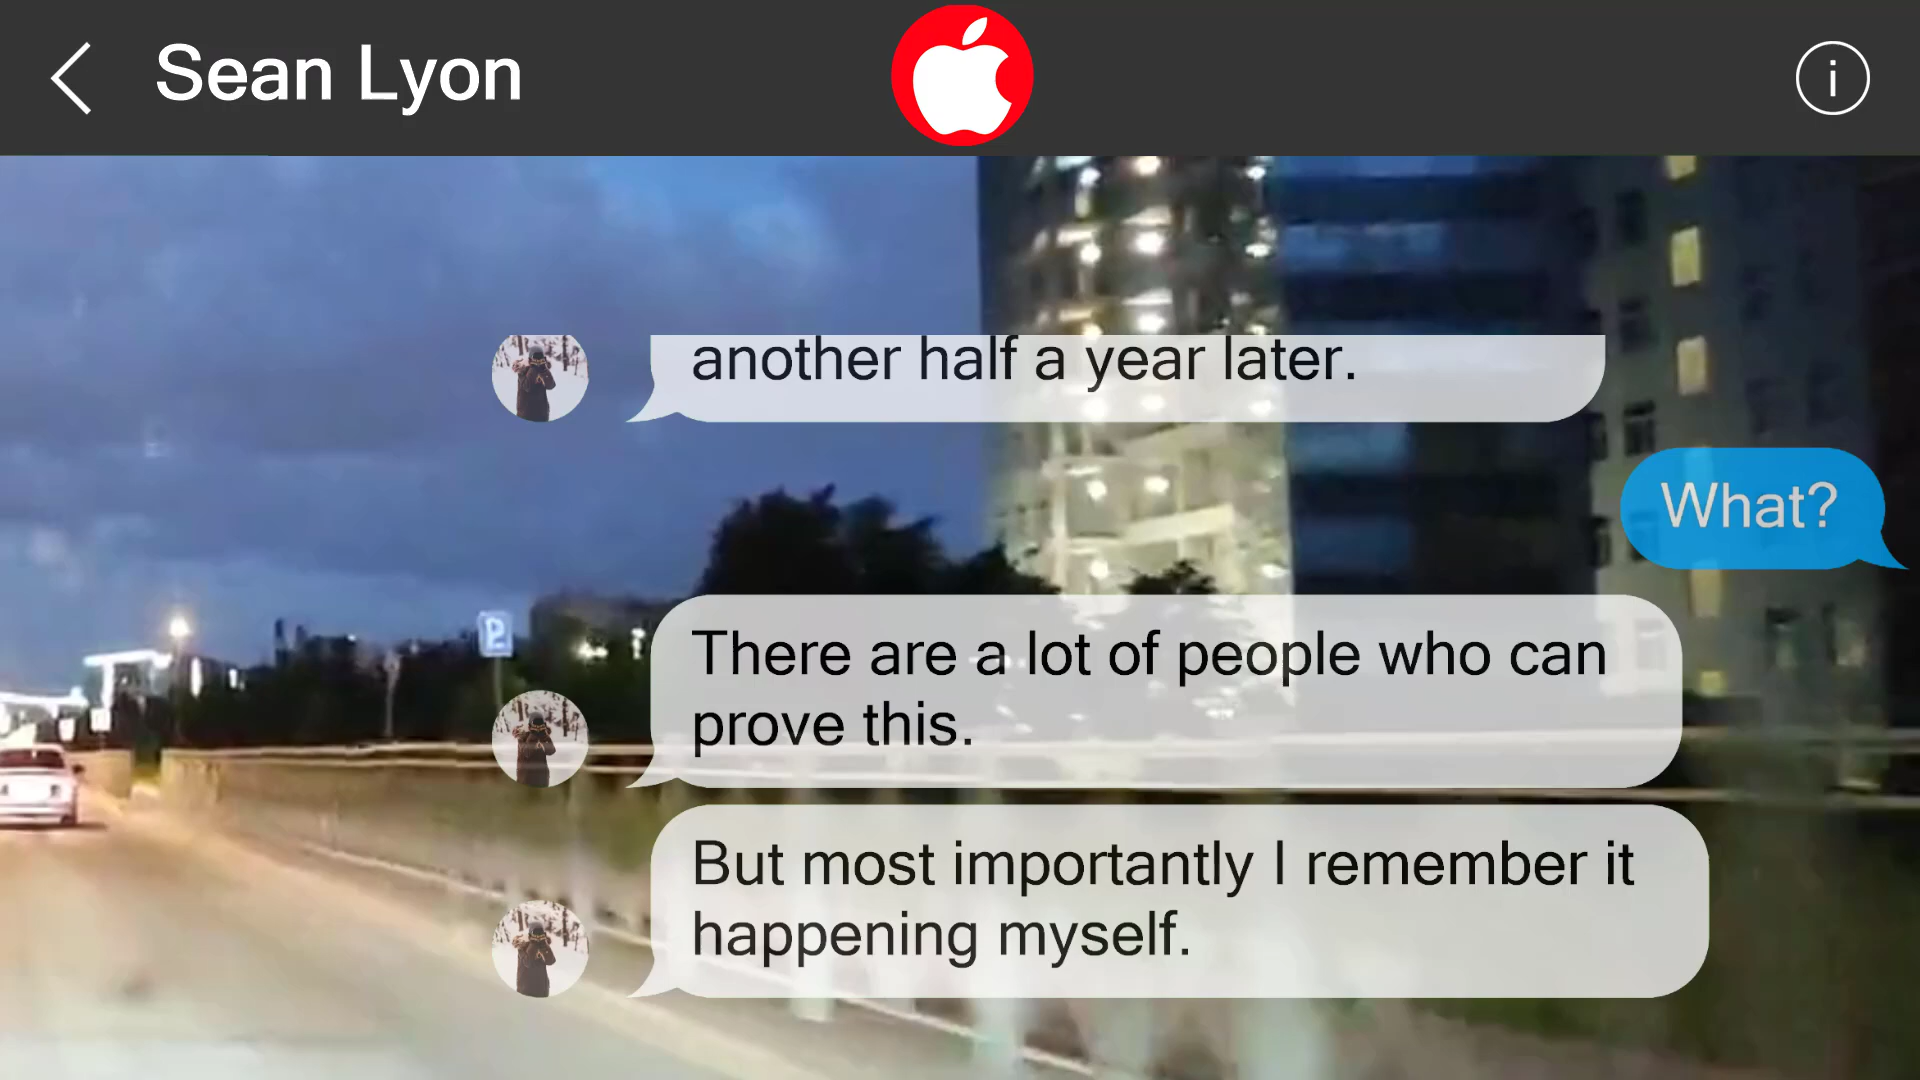 Sean Lyon
another half a year later.
What?
There are a lot of people who can
prove this.
But most importantly I remember it
happening myself.